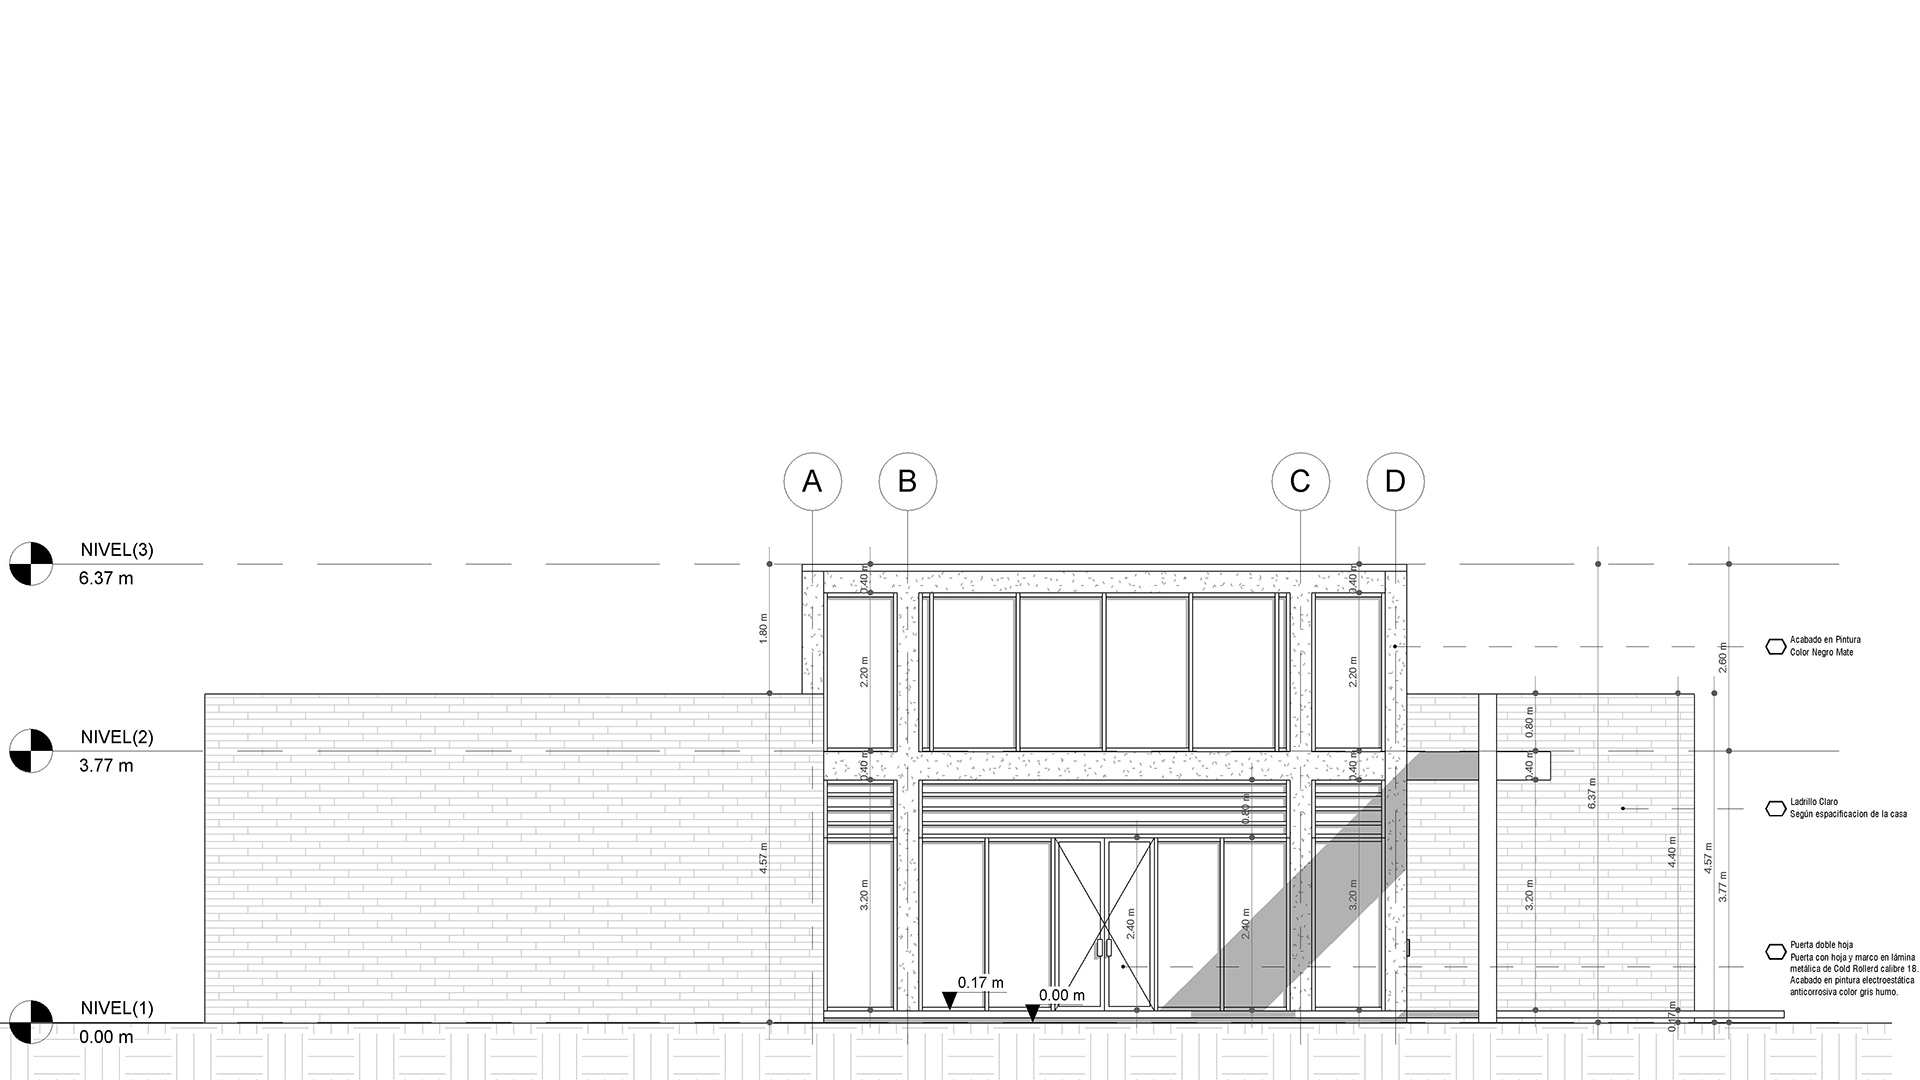 A
B
C
D
NIVEL(3)
6.37 m
NIVEL(2)
3.77 m
NIVEL(1)
0.00 m
1.80 m
4.57 m
0.40 m
2.20 m
0.40 m
3.20 m
0.17 m
0.00 m
2.40 m
0.80 m
2.40 m
0.40 m
2.20 m
0.40 m
3.20 m
0.80 m
0.40 m
3.20 m
6.37 m
4.40 m
0.17m
4.57 m
2.60 m
3.77 m
Acabado en Pintura
Color Negro Mate
Ladrillo Claro
Según espacificacion de la casa
Puerta doble hoja
Puerta con hoja y marco en lámina
metálica de Cold Rollerd calibre 18.
Acabado en pintura electroestática
anticorrosiva color gris humo.